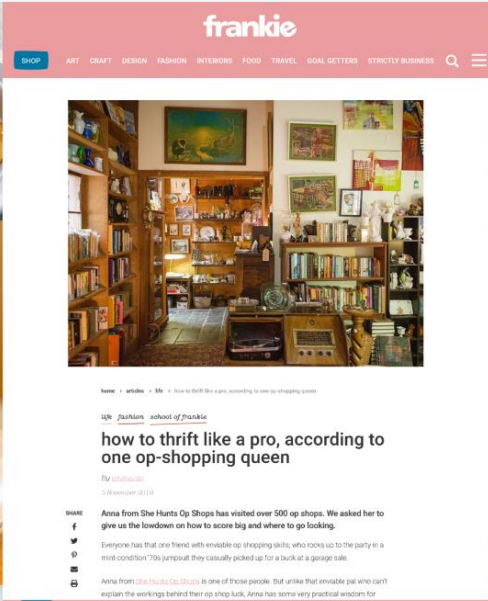 frankie
SHOP ART CRAFT DESIGN FASHION INTERIORS FOOD TRAVEL GOAL GETTERS STRICTLY BUSINESS
home > articles > life > how to thrift like a pro, according to one op-shopping queen
life fashion school of frankie
how to thrift like a pro, according to
one op-shopping queen
By
5 November 2019
SHARE
Anna from She Hunts Op Shops has visited over 500 op shops. We asked her to
give us the lowdown on how to score big and where to go looking.
Everyone has that one friend with enviable op shopping skills; who rocks up to the party in a
mint-condition '70s jumpsuit they casually picked up for a buck at a garage sale.
Anna from She Hunts Op Shops is one of those people. But unlike that enviable pal who can't
explain the workings behind their op shop luck, Anna has some very practical wisdom for